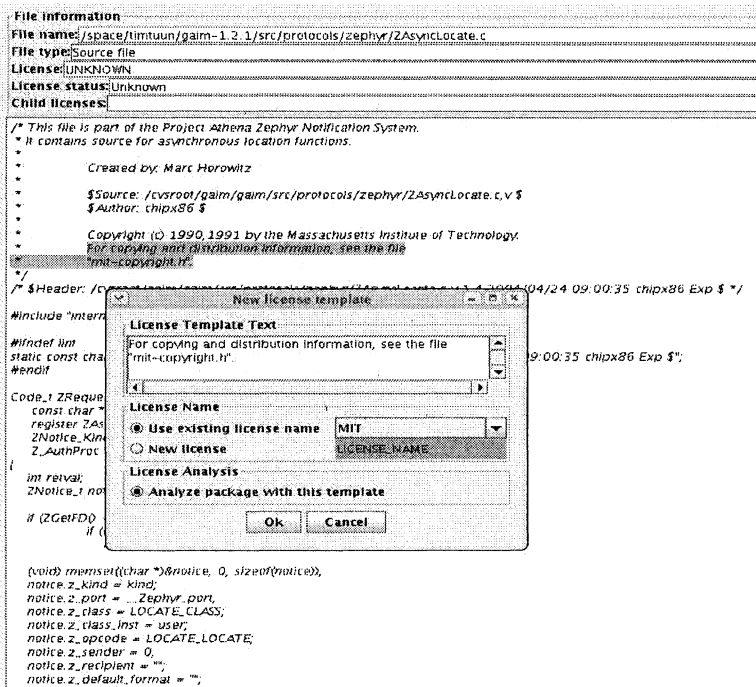 File information
File name: /space/timtuun/gaim-1.2.1/src/protocols/zephyr/ZAsyncLocate.c
File type: Source file
License: UNKNOWN
License status: Unknown
Child licenses:
/* This file is part of the Project Athena Zephyr Notification System.
* It contains source for asynchronous location functions.
*
* Created by: Marc Horowitz
*
* $Source: /cvsroot/gaim/gaim/src/protocols/zephyr/ZAsyncLocate.c,v $
* $Author: chipx86 $
*
* Copyright (c) 1990,1991 by the Massachusetts Institute of Technology.
* For copying and distribution information, see the file
* "mit-copyright.h".
*/
/* $Header: 04/24 09:00:35 chipx86 Exp $ */
New license template
#include "intern
License Template Text
For copying and distribution information, see the file
"mit-copyright.h".
#ifndef lint
static const cha 9:00:35 chipx86 Exp $";
#endif
Code_t ZReque
const char *
register ZAs
ZNotice_Kin
Z_AuthProc
{
License Name
Use existing license name MIT
New license LICENSE_NAME
License Analysis
Analyze package with this template
Ok Cancel
int retval;
ZNotice_t not
if (ZGetFD()
if (
(void) memset((char *)&notice, 0, sizeof(notice)),
notice.z_kind = kind;
notice.z_port = __Zephyr_port,
notice.z_class = LOCATE_CLASS;
notice.z_class_inst = user;
notice.z_opcode = LOCATE_LOCATE;
notice.z_sender = 0,
notice.z_recipient = "";
notice.z_default_format = "";